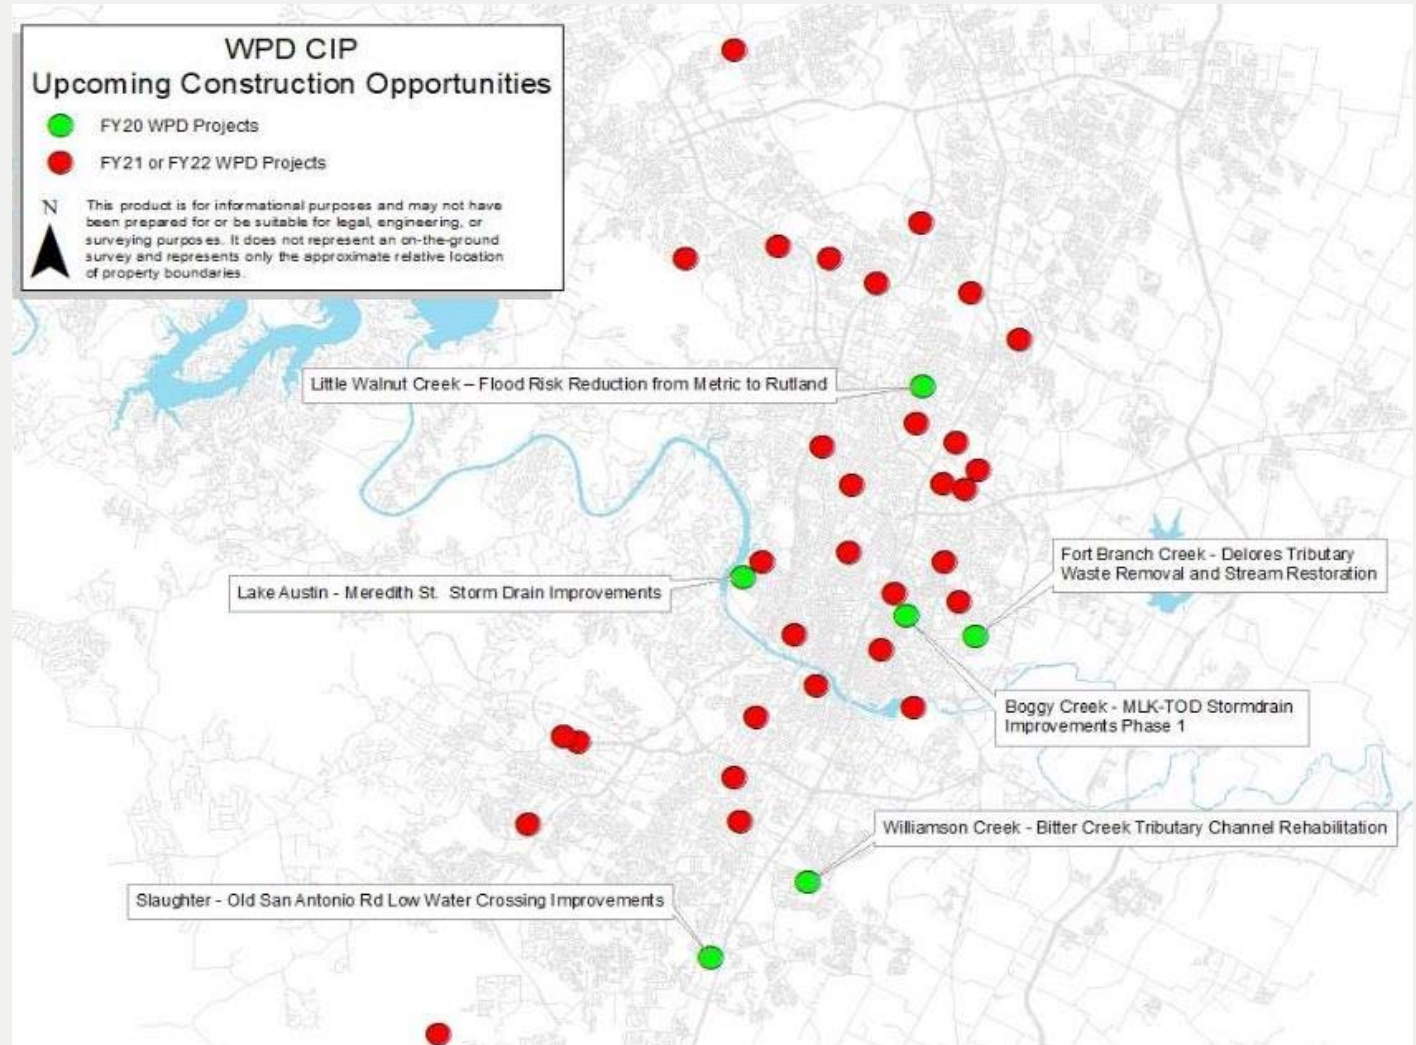 WPD CIP
Upcoming Construction Opportunities
FY20 WPD Projects
FY21 or FY22 WPD Projects
N
This product is for informational purposes and may not have
been prepared for or be suitable for legal, engineering, or
surveying purposes. It does not represent an on-the-ground
survey and represents only the approximate relative location
of property boundaries.
Little Walnut Creek – Flood Risk Reduction from Metric to Rutland
Fort Branch Creek - Delores Tributary
Waste Removal and Stream Restoration
Lake Austin - Meredith St. Storm Drain Improvements
Boggy Creek - MLK-TOD Stormdrain
Improvements Phase 1
Williamson Creek - Bitter Creek Tributary Channel Rehabilitation
Slaughter - Old San Antonio Rd Low Water Crossing Improvements